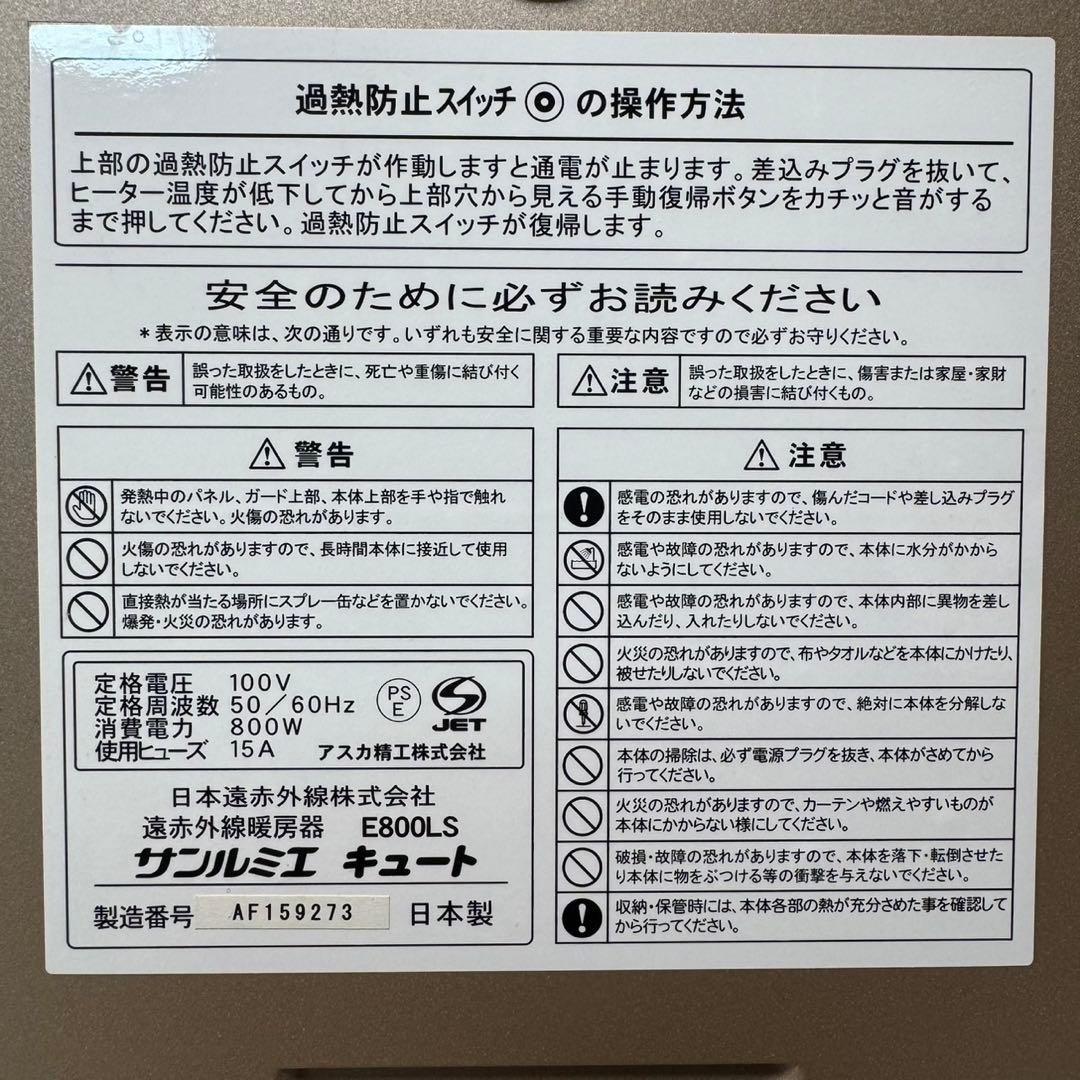 過熱防止スイッチ◉の操作方法
上部の過熱防止スイッチが作動しますと通電が止まります。差込みプラグを抜いて、
ヒーター温度が低下してから上部穴から見える手動復帰ボタンをカチッと音がする
まで押してください。過熱防止スイッチが復帰します。
安全のために必ずお読みください
*表示の意味は、次の通りです。いずれも安全に関する重要な内容ですので必ずお守りください。
警告
誤った取扱をしたときに、死亡や重傷に結び付く
可能性のあるもの。
注意
誤った取扱をしたときに、傷害または家屋・家財
などの損害に結び付くもの。
警告
発熱中のパネル、ガード上部、本体上部を手や指で触れ
ないでください。火傷の恐れがあります。
火傷の恐れがありますので、長時間本体に接近して使用
しないでください。
直接熱が当たる場所にスプレー缶などを置かないでください。
爆発・火災の恐れがあります。
定格電圧 100V
定格周波数 50/60Hz
消費電力 800W
使用ヒューズ 15A
PS
E
JET
アスカ精工株式会社
日本遠赤外線株式会社
遠赤外線暖房器 E800LS
サンルミエ キュート
製造番号 AF159273 日本製
注意
感電の恐れがありますので、傷んだコードや差し込みプラグ
をそのまま使用しないでください。
感電や故障の恐れがありますので、本体に水分がかから
ないようにしてください。
感電や故障の恐れがありますので、本体内部に異物を差し
込んだり、入れたりしないでください。
火災の恐れがありますので、布やタオルなどを本体にかけたり、
被せたりしないでください。
感電や故障の恐れがありますので、絶対に本体を分解しな
いでください。
本体の掃除は、必ず電源プラグを抜き、本体がさめてから
行ってください。
火災の恐れがありますので、カーテンや燃えやすいものが
本体にかからない様にしてください。
破損・故障の恐れがありますので、本体を落下・転倒させた
り本体に物をぶつける等の衝撃を与えないでください。
収納・保管時には、本体各部の熱が充分さめた事を確認して
から行ってください。